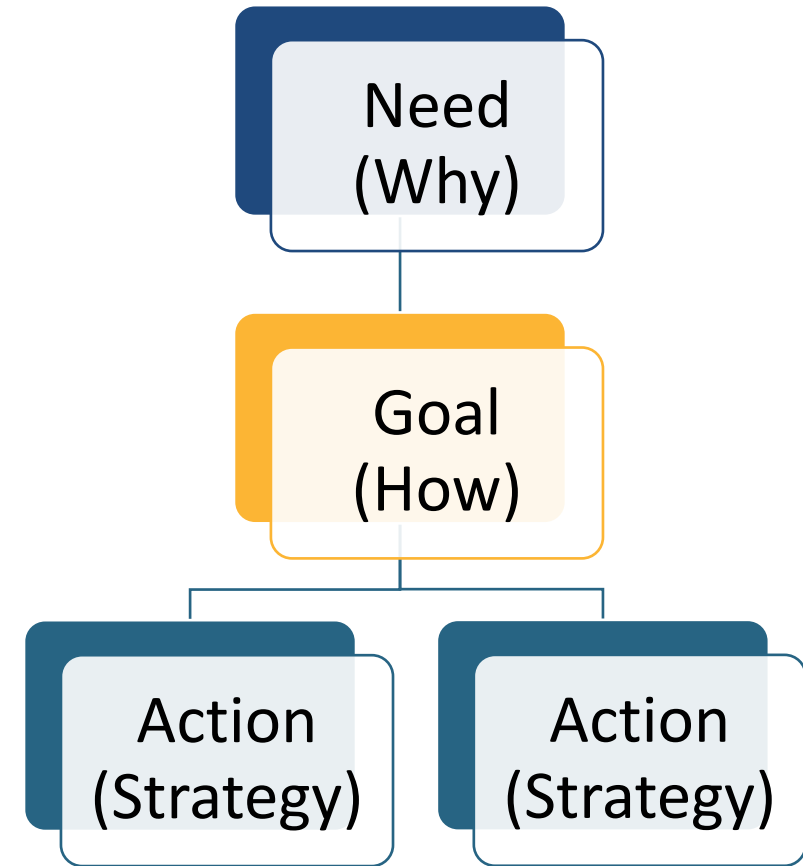 Need
(Why)
Goal
(How)
Action
(Strategy)
Action
(Strategy)